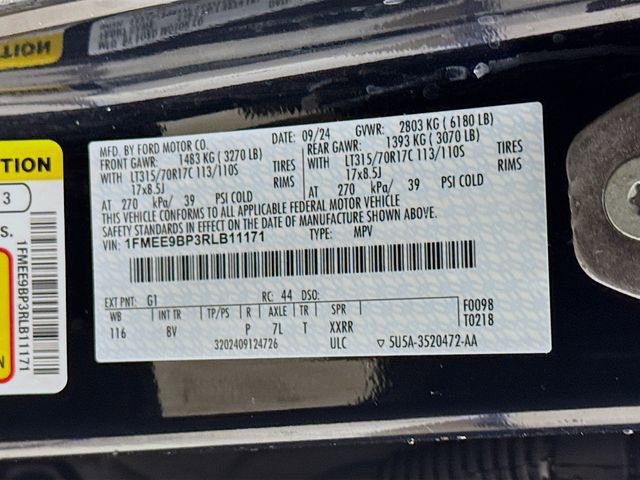 NOITION
NOITION
3
S.
1FMEE9BP3RLB11171
MFD. BY FORD MOTOR CO.
DATE: 09/24
GVWR: 2803 KG ( 6180 LB)
FRONT GAWR: 1483 KG ( 3270 LB)
REAR GAWR: 1393 KG ( 3070 LB)
WITH LT315/70R17C 113/110S TIRES
WITH LT315/70R17C 113/110S TIRES
17x8.5J RIMS
17x8.5J RIMS
AT 270 kPa/ 39 PSI COLD
AT 270 kPa/ 39 PSI COLD
THIS VEHICLE CONFORMS TO ALL APPLICABLE FEDERAL MOTOR VEHICLE
SAFETY STANDARDS IN EFFECT ON THE DATE OF MANUFACTURE SHOWN ABOVE.
VIN: 1FMEE9BP3RLB11171
TYPE: MPV
EXT PNT: G1 RC: 44 DSO:
WB INT TR TP/PS R AXLE TR SPR
116 BV P 7L T XXRR
3202409124726 ULC
F0098
T0218
▽ 5U5A-3520472-AA